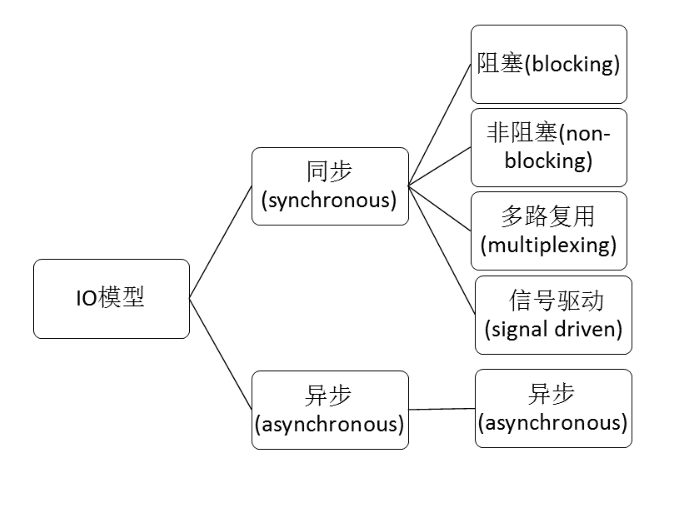 阻塞(blocking)
非阻塞(non-
blocking)
同步
(synchronous)
多路复用
(multiplexing)
IO模型
信号驱动
(signal driven)
异步
(asynchronous)
异步
(asynchronous)